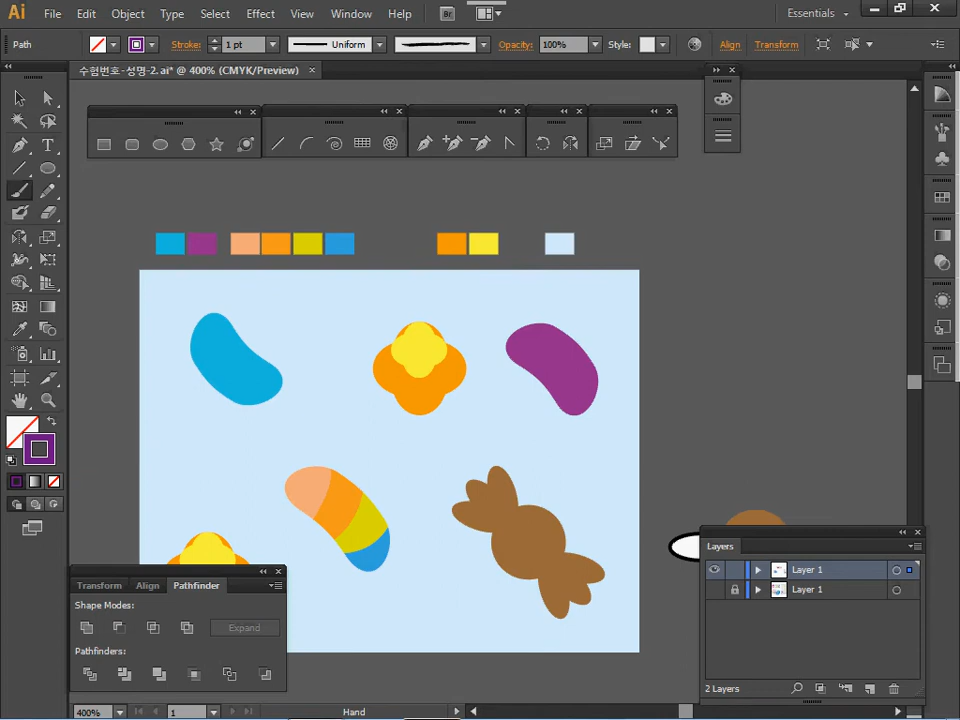 Ai File Edit Object Type Select Effect View Window Help Br Essentials
Path Stroke: 1 pt Uniform Opacity: 100% Style: Align Transform
수험번호-성명-2.ai* @ 400% (CMYK/Preview)
T
Layers
Layer 1
Layer 1
2 Layers
Transform Align Pathfinder
Shape Modes:
Expand
Pathfinders:
400% 1 Hand